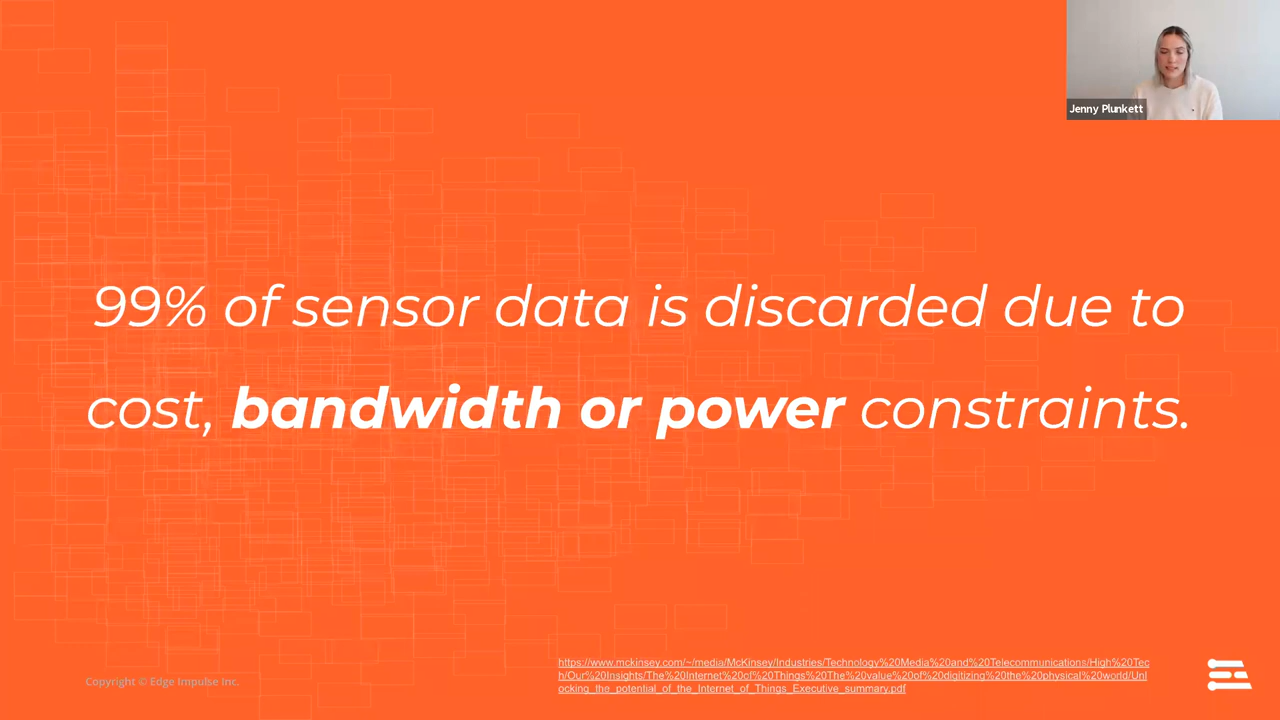 Jenny Plunkett
99% of sensor data is discarded due to
cost, bandwidth or power constraints.
https://www.mckinsey.com/~/media/McKinsey/Industries/Technology%20Media%20and%20Telecommunications/High%20Tec
h/Our%20Insights/The%20Internet%20of%20Things%20The%20value%20of%20digitizing%20the%20physical%20world/Unl
ocking_the_potential_of_the_Internet_of_Things_Executive_summary.pdf
Copyright © Edge Impulse Inc.